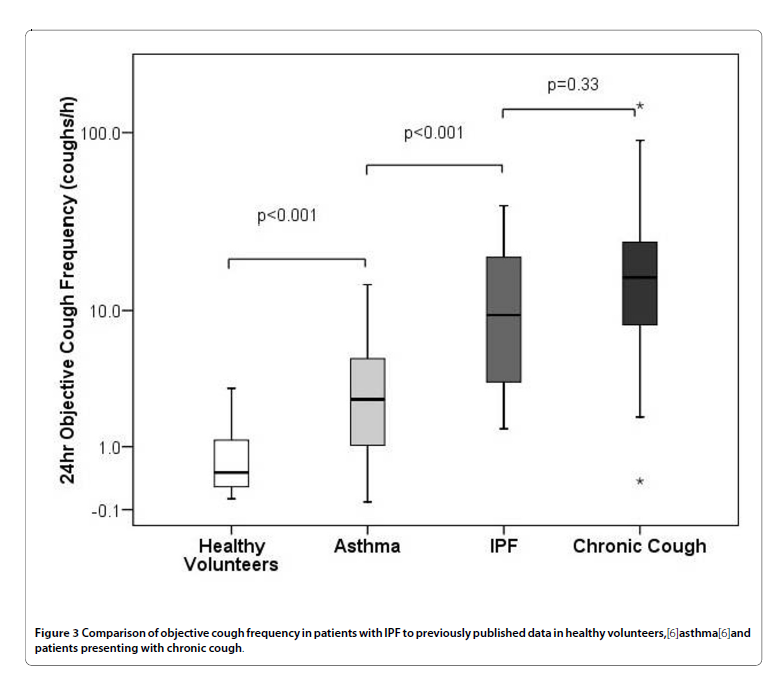 p=0.33
*
100.0
p<0.001
p<0.001
10.0
1.0
*
-0.1
24hr Objective Cough Frequency (coughs/h)
Healthy Volunteers
Asthma
IPF
Chronic Cough
Figure 3 Comparison of objective cough frequency in patients with IPF to previously published data in healthy volunteers,[6]asthma[6]and
patients presenting with chronic cough.